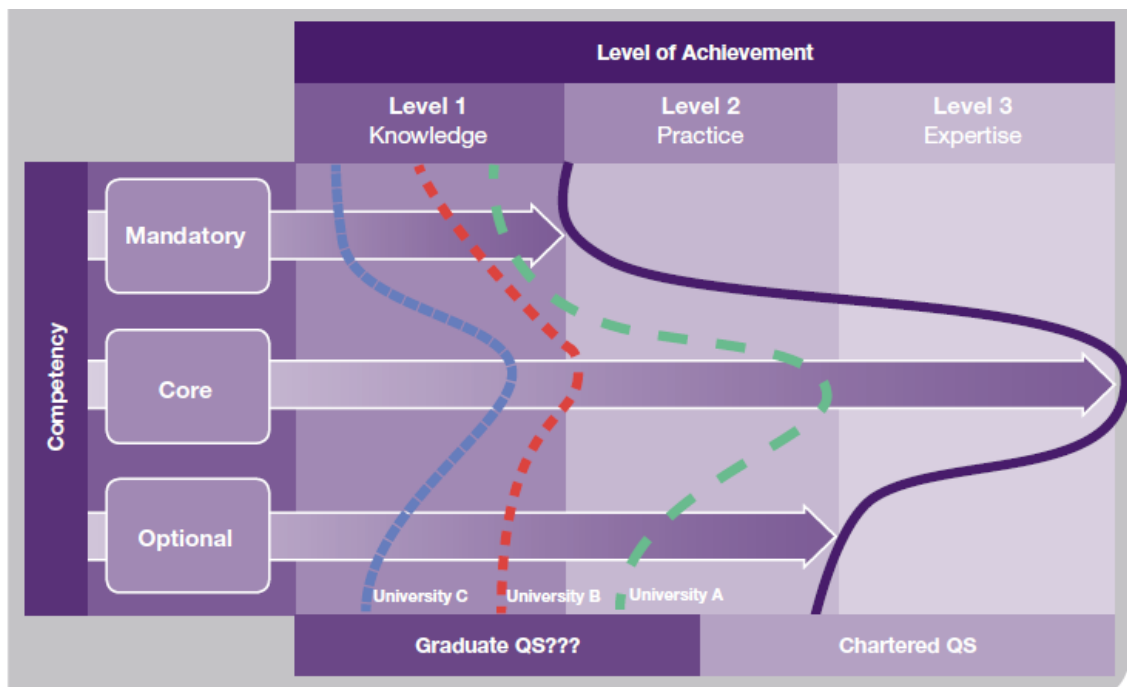 Level of Achievement
Level 1
Knowledge
Level 2
Practice
Level 3
Expertise
Competency
Mandatory
Core
Optional
University C
University B
University A
Graduate QS???
Chartered QS